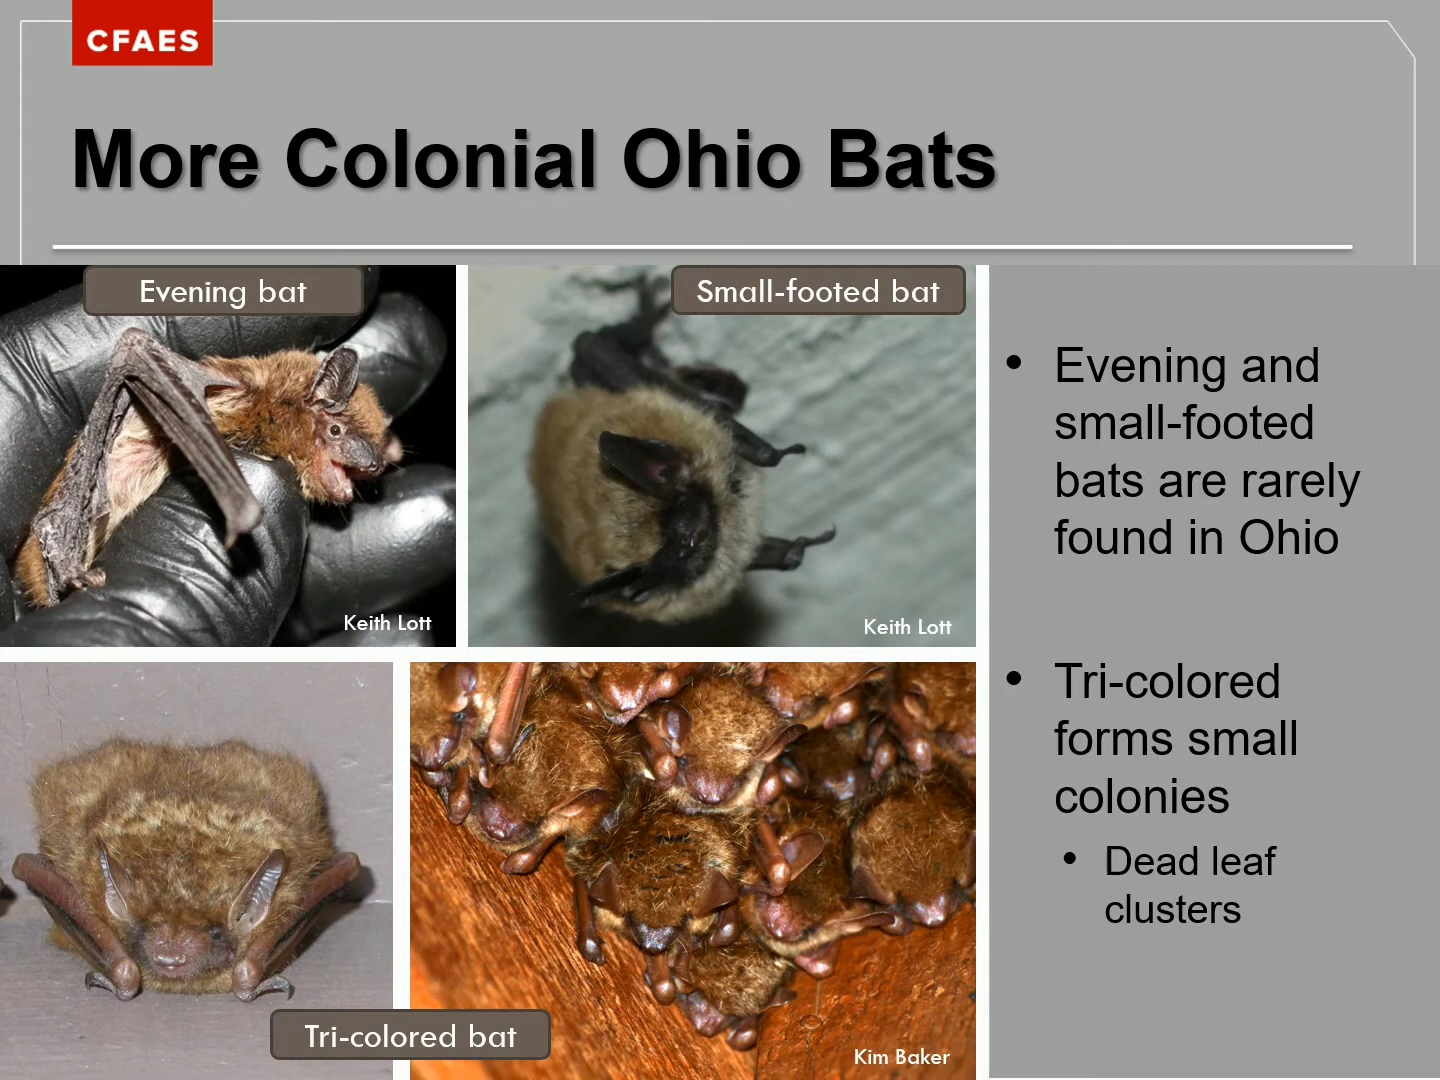 CFAES
More Colonial Ohio Bats
Evening bat
Small-footed bat
Keith Lott
Keith Lott
Tri-colored bat
Kim Baker
• Evening and
small-footed
bats are rarely
found in Ohio
• Tri-colored
forms small
colonies
• Dead leaf
clusters